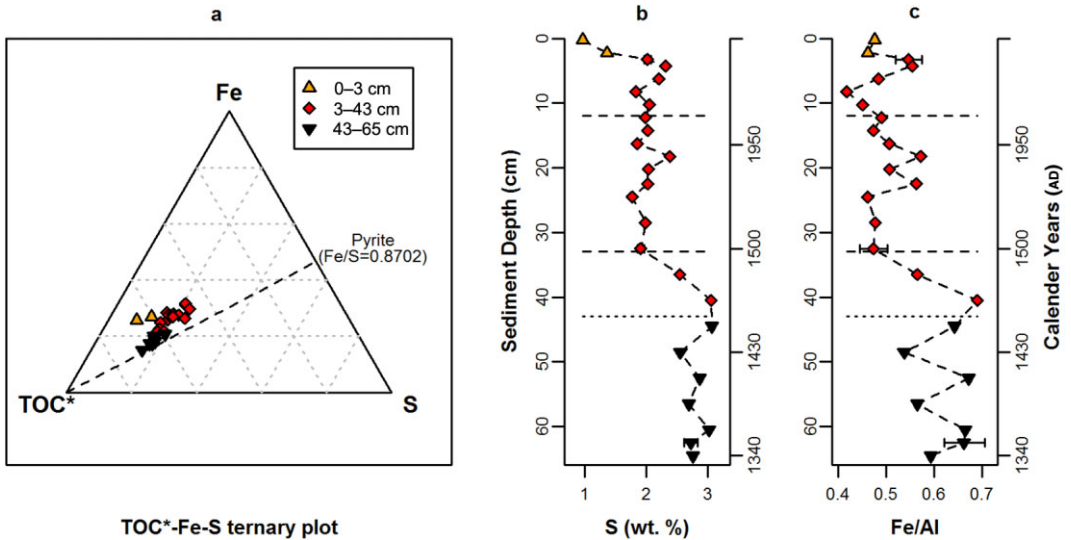 a
b
c
0–3 cm
3–43 cm
43–65 cm
Fe
Pyrite
(Fe/S=0.8702)
TOC*
S
TOC*-Fe-S ternary plot
Sediment Depth (cm)
0
10
20
30
40
50
60
1950
1500
1430
1340
1
2
3
S (wt. %)
0
10
20
30
40
50
60
1950
1500
1430
1340
Calender Years (AD)
0.4
0.5
0.6
0.7
Fe/Al